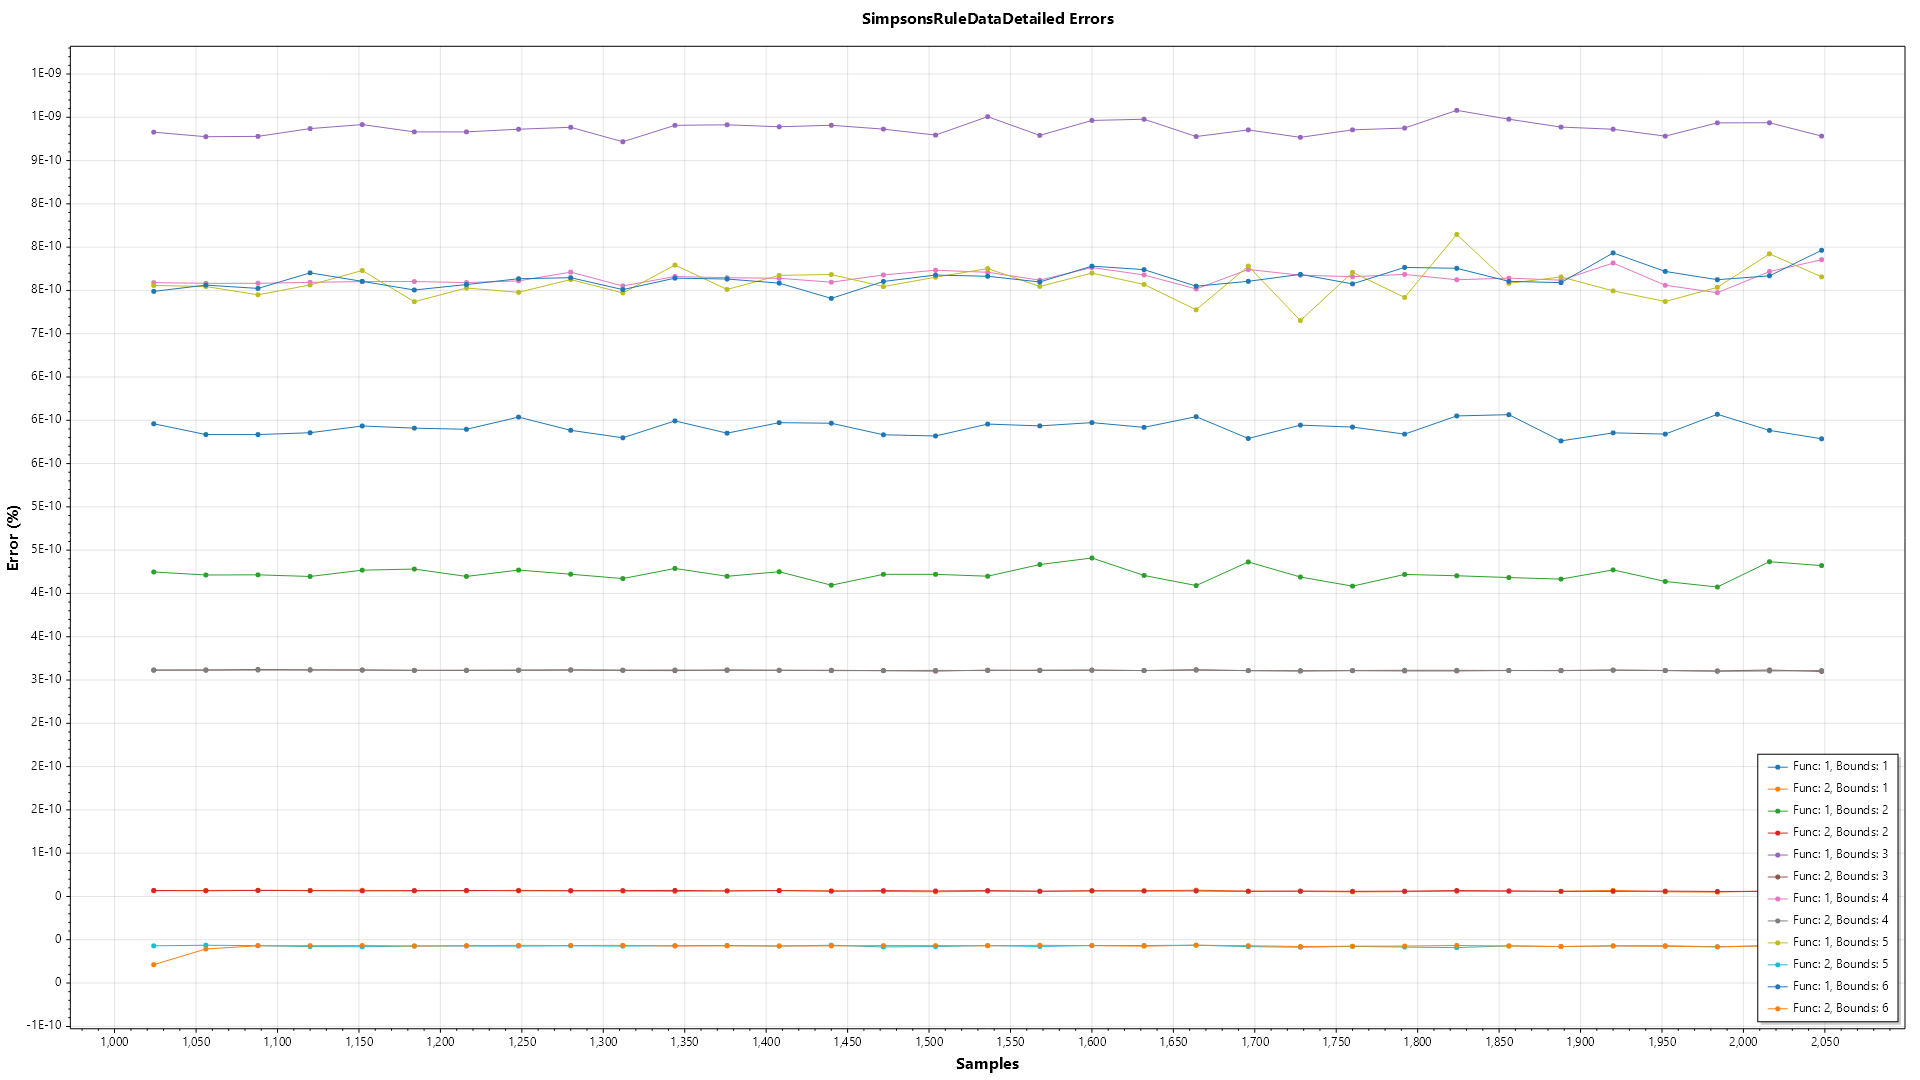 SimpsonsRuleDataDetailed Errors
1E-09
1E-09
9E-10
8E-10
8E-10
8E-10
7E-10
6E-10
6E-10
6E-10
5E-10
5E-10
4E-10
4E-10
3E-10
2E-10
2E-10
2E-10
1E-10
0
0
0
-1E-10
Error (%)
Func: 1, Bounds: 1
Func: 2, Bounds: 1
Func: 1, Bounds: 2
Func: 2, Bounds: 2
Func: 1, Bounds: 3
Func: 2, Bounds: 3
Func: 1, Bounds: 4
Func: 2, Bounds: 4
Func: 1, Bounds: 5
Func: 2, Bounds: 5
Func: 1, Bounds: 6
Func: 2, Bounds: 6
1,000 1,050 1,100 1,150 1,200 1,250 1,300 1,350 1,400 1,450 1,500 1,550 1,600 1,650 1,700 1,750 1,800 1,850 1,900 1,950 2,000 2,050
Samples